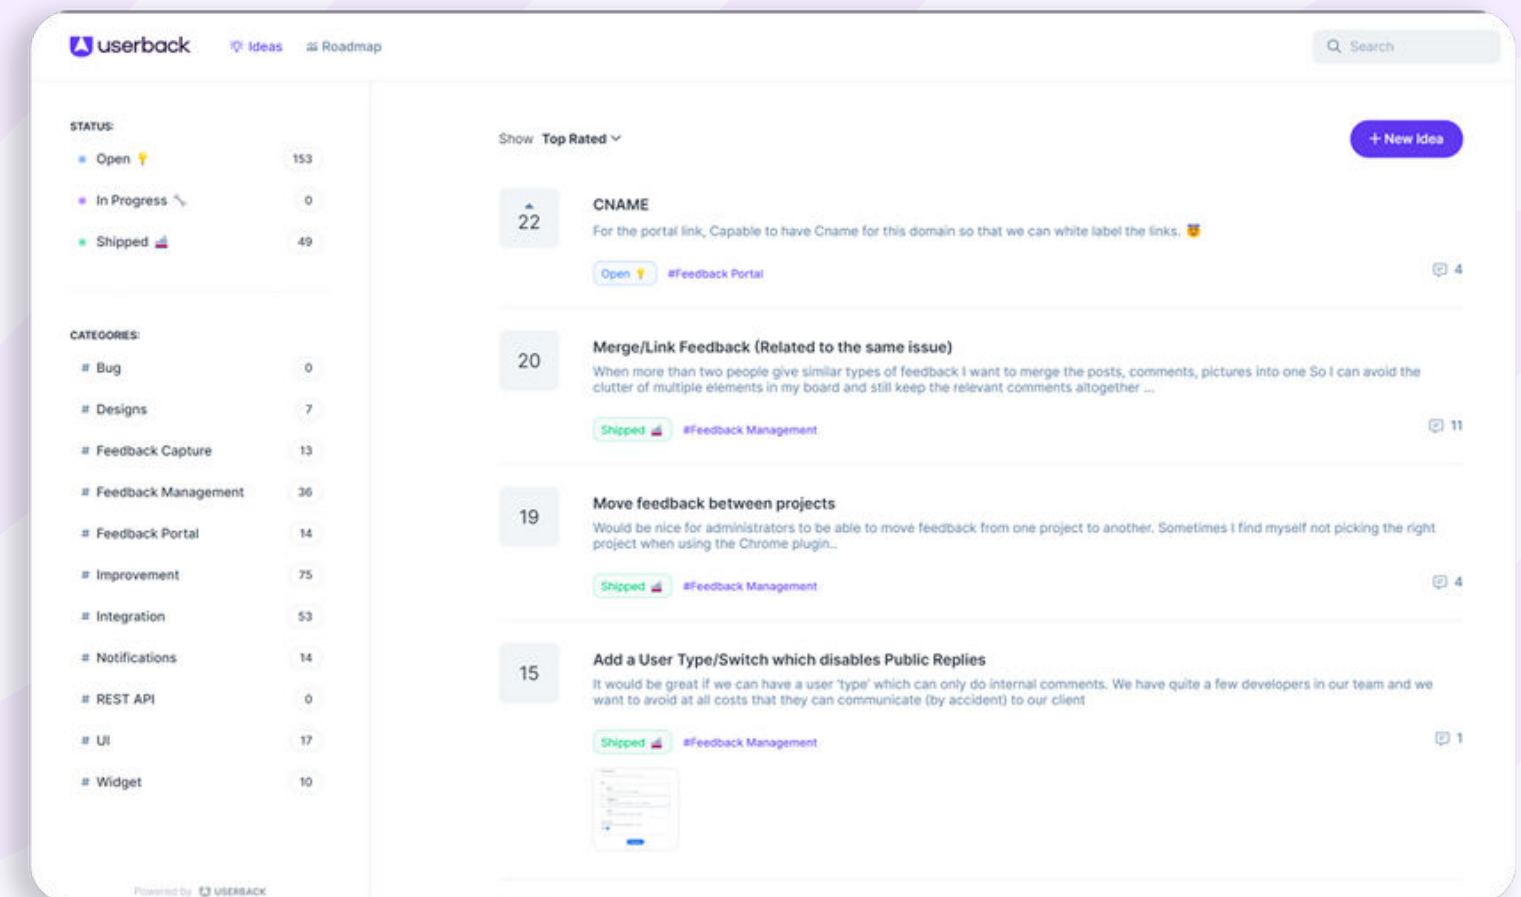 userback
Ideas
Roadmap
Search
STATUS:
Open 153
In Progress 0
Shipped 49
CATEGORIES:
# Bug 0
# Designs 7
# Feedback Capture 13
# Feedback Management 36
# Feedback Portal 14
# Improvement 75
# Integration 53
# Notifications 14
# REST API 0
# UI 17
# Widget 10
Powered by USERBACK
Show Top Rated
+ New Idea
22
CNAME
For the portal link, Capable to have Cname for this domain so that we can white label the links.
Open #Feedback Portal
4
20
Merge/Link Feedback (Related to the same issue)
When more than two people give similar types of feedback I want to merge the posts, comments, pictures into one So I can avoid the
clutter of multiple elements in my board and still keep the relevant comments altogether ...
Shipped #Feedback Management
11
19
Move feedback between projects
Would be nice for administrators to be able to move feedback from one project to another. Sometimes I find myself not picking the right
project when using the Chrome plugin..
Shipped #Feedback Management
4
15
Add a User Type/Switch which disables Public Replies
It would be great if we can have a user 'type' which can only do internal comments. We have quite a few developers in our team and we
want to avoid at all costs that they can communicate (by accident) to our client
Shipped #Feedback Management
1